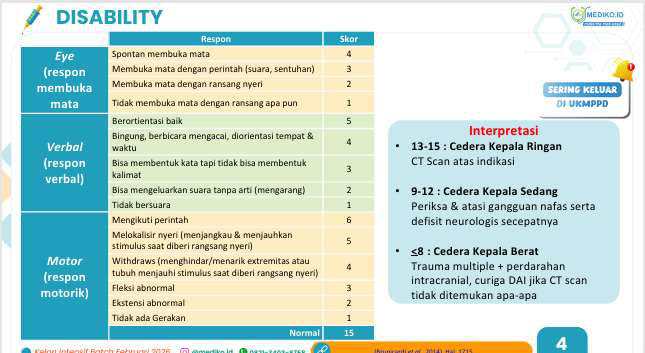 DISABILITY
MEDIKO.ID
Respon Skor
Eye
(respon
membuka
mata
Spontan membuka mata 4
Membuka mata dengan perintah (suara, sentuhan) 3
Membuka mata dengan ransang nyeri 2
Tidak membuka mata dengan ransang apa pun 1
Verbal
(respon
verbal)
Berorientasi baik 5
Bingung, berbicara mengacai, diorientasi tempat &
waktu 4
Bisa membentuk kata tapi tidak bisa membentuk
kalimat 3
Bisa mengeluarkan suara tanpa arti (mengarang) 2
Tidak bersuara 1
Motor
(respon
motorik)
Mengikuti perintah 6
Melokalisir nyeri (menjangkau & menjauhkan
stimulus saat diberi rangsang nyeri) 5
Withdraws (menghindar/menarik extremitas atau
tubuh menjauhi stimulus saat diberi rangsang nyeri) 4
Fleksi abnormal 3
Ekstensi abnormal 2
Tidak ada Gerakan 1
Normal 15
SERING KELUAR
DI UKMPPD
Interpretasi
• 13-15 : Cedera Kepala Ringan
CT Scan atas indikasi
• 9-12 : Cedera Kepala Sedang
Periksa & atasi gangguan nafas serta
defisit neurologis secepatnya
• ≤8 : Cedera Kepala Berat
Trauma multiple + perdarahan
intracranial, curiga DAI jika CT scan
tidak ditemukan apa-apa
Kelas Intensif Batch Februari 2026
@mediko.id
4